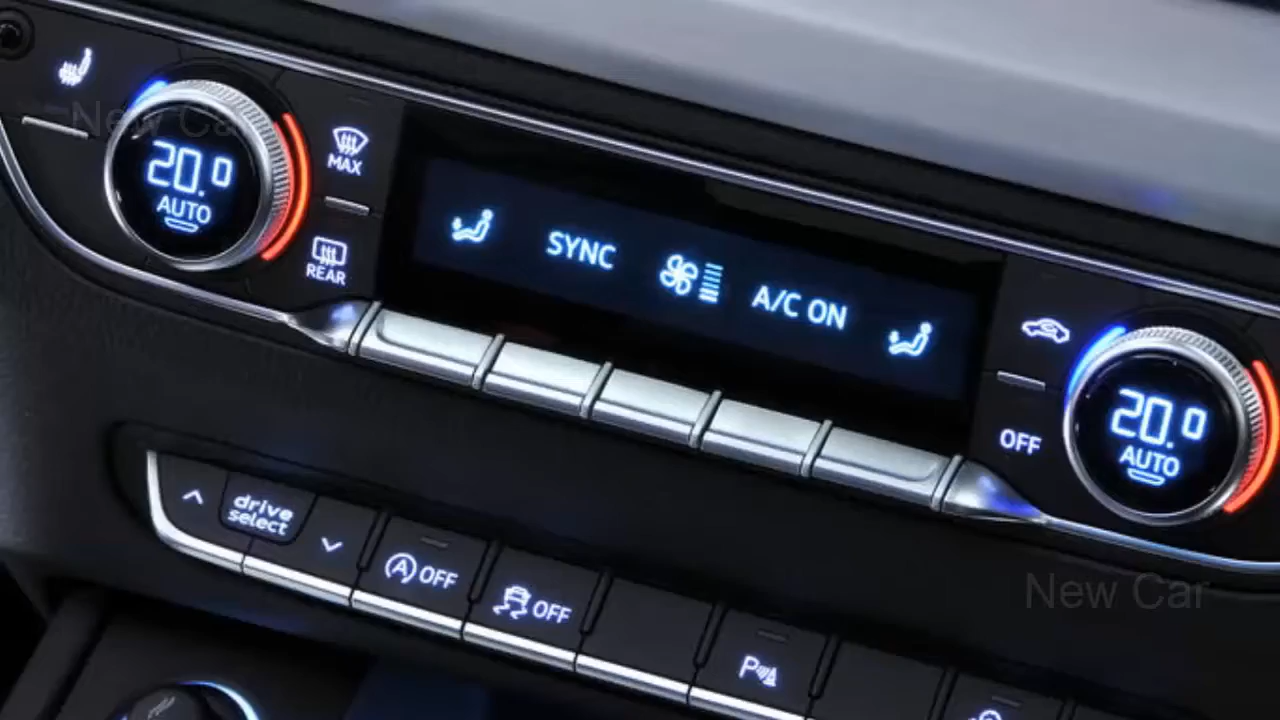 New Car
20.0
AUTO
MAX
REAR
SYNC
A/C ON
OFF
20.0
AUTO
drive
select
A OFF
OFF
P
New Car